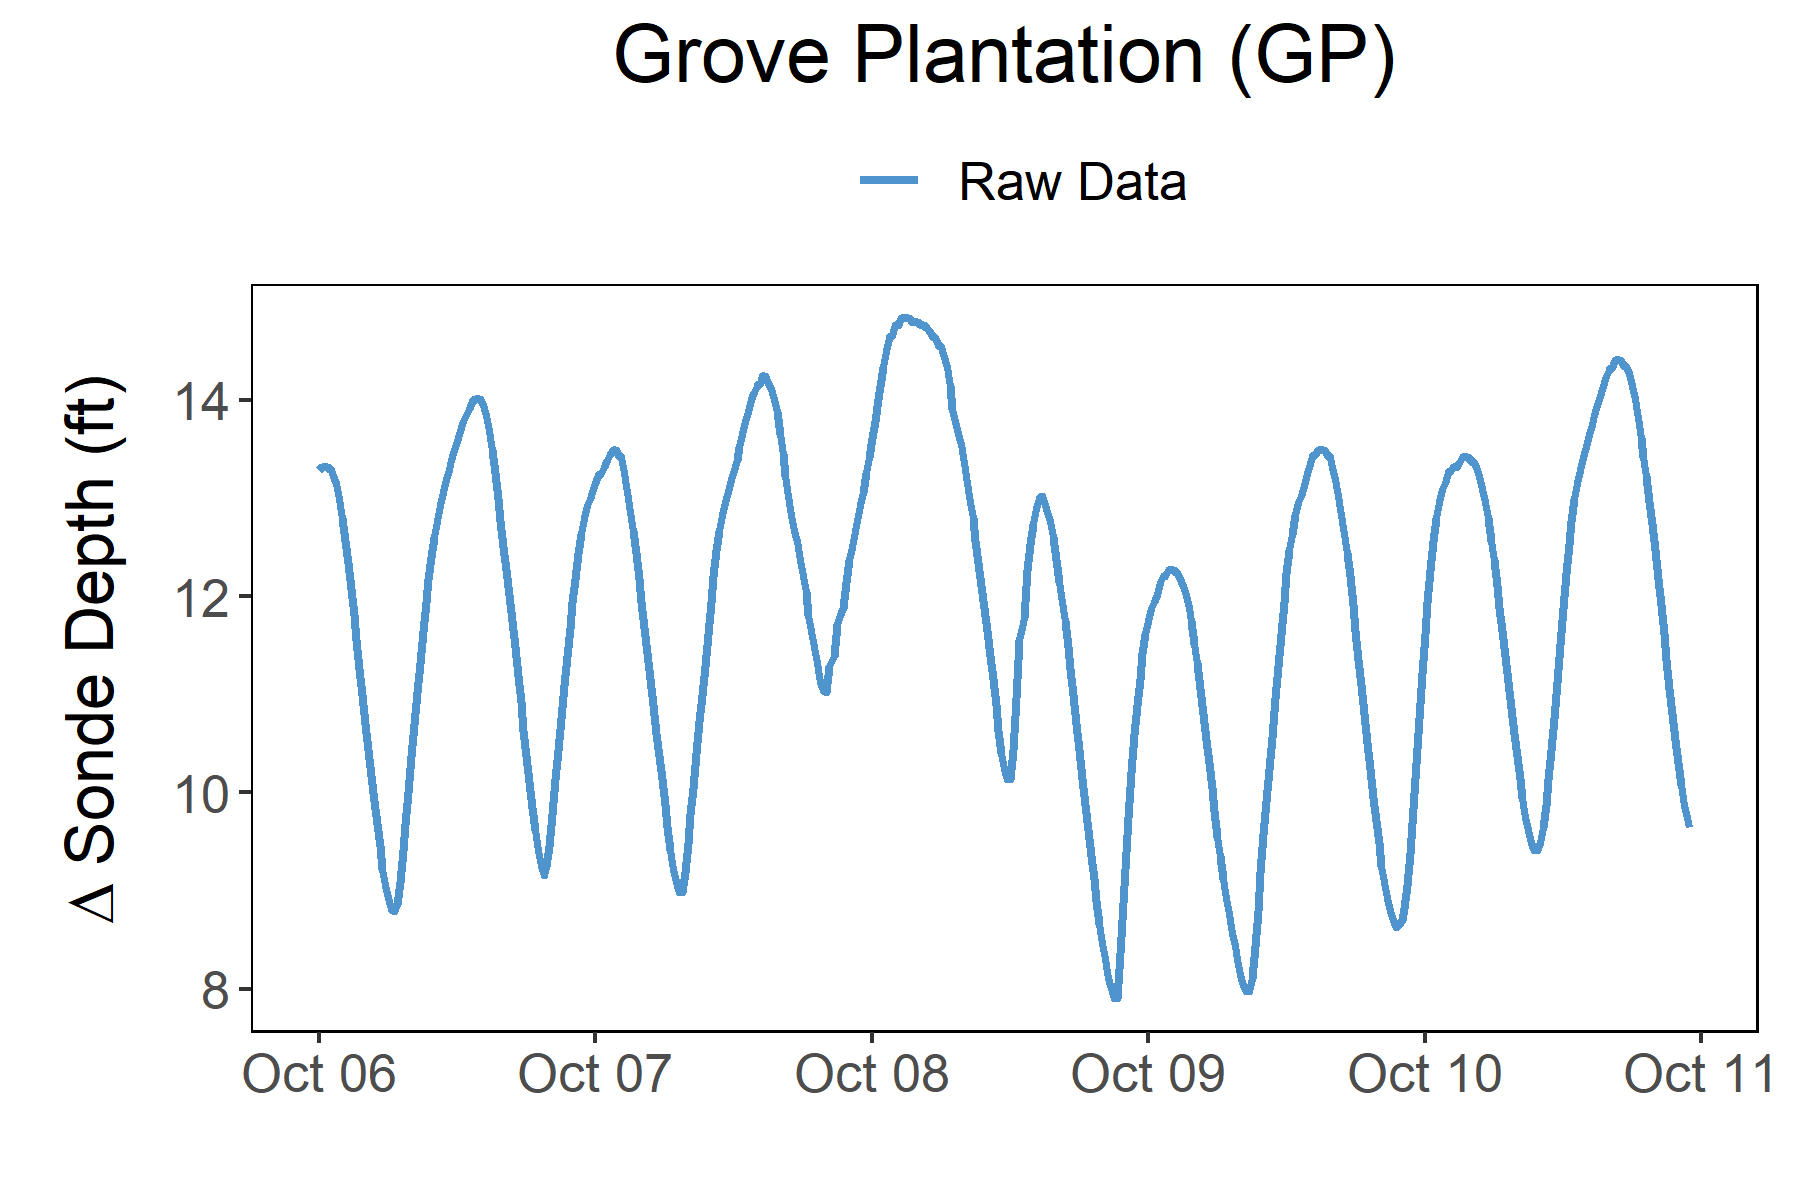 Grove Plantation (GP)
Raw Data
Δ Sonde Depth (ft)
14
12
10
8
Oct 06 Oct 07 Oct 08 Oct 09 Oct 10 Oct 11